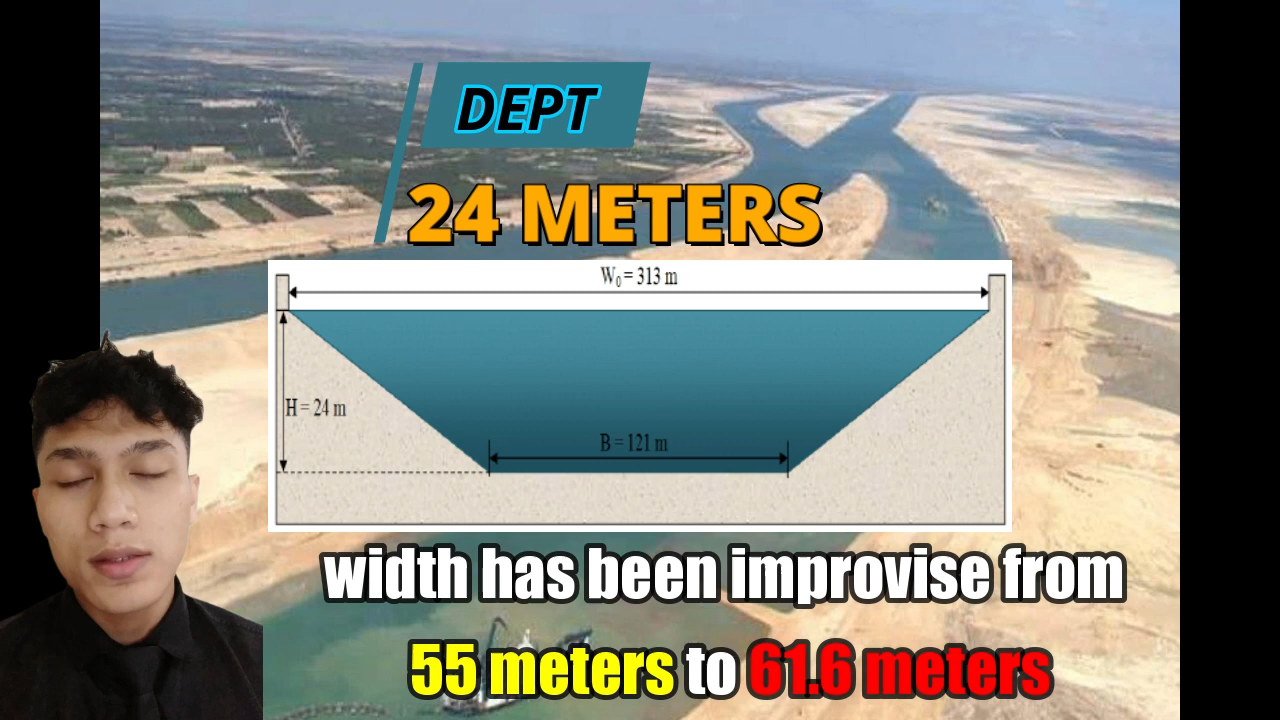 DEPT
24 METERS
W₀ = 313 m
H = 24 m
B = 121 m
width has been improvise from
55 meters to 61.6 meters